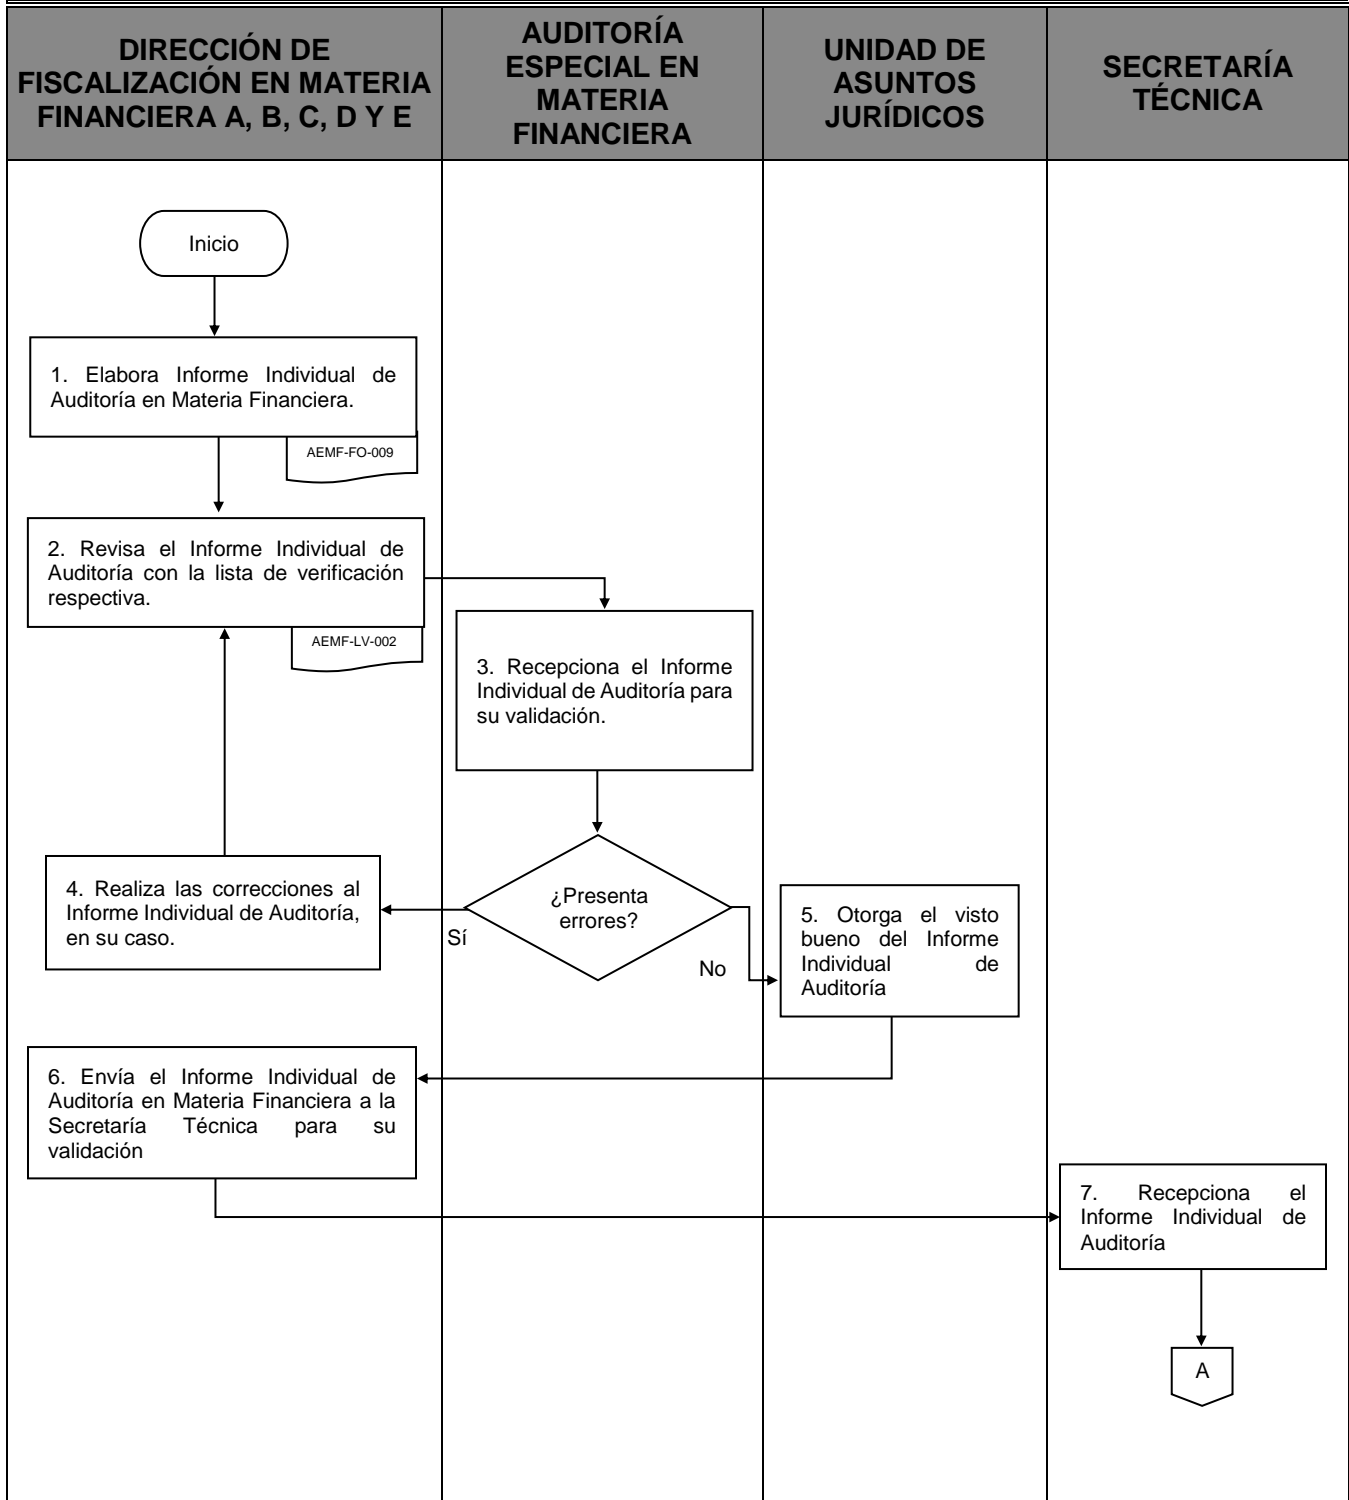 DIRECCIÓN DE
FISCALIZACIÓN EN MATERIA
FINANCIERA A, B, C, D Y E
AUDITORÍA
ESPECIAL EN
MATERIA
FINANCIERA
UNIDAD DE
ASUNTOS
JURÍDICOS
SECRETARÍA
TÉCNICA
Inicio
1. Elabora Informe Individual de
Auditoría en Materia Financiera.
AEMF-FO-009
2. Revisa el Informe Individual de
Auditoría con la lista de verificación
respectiva.
AEMF-LV-002
3. Recepciona el Informe
Individual de Auditoría para
su validación.
¿Presenta
errores?
Sí
No
4. Realiza las correcciones al
Informe Individual de Auditoría,
en su caso.
5. Otorga el visto
bueno del Informe
Individual de
Auditoría
6. Envía el Informe Individual de
Auditoría en Materia Financiera a la
Secretaría Técnica para su
validación
7. Recepciona el
Informe Individual de
Auditoría
A